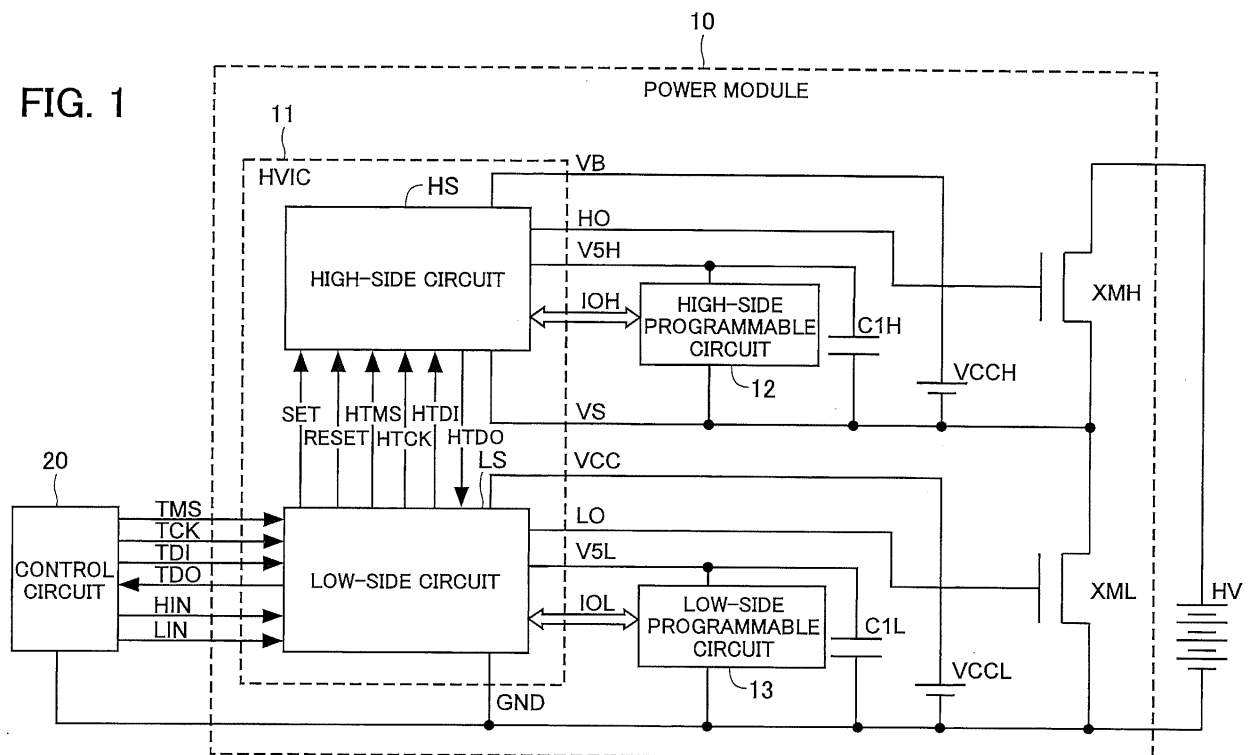 FIG. 1
10
POWER MODULE
11
HVIC
HS
VB
HO
V5H
HIGH-SIDE CIRCUIT
IOH
HIGH-SIDE
PROGRAMMABLE
CIRCUIT
12
C1H
VCCH
XMH
VS
SET
RESET
HTMS
HTCK
HTDI
HTDO
LS
VCC
LO
V5L
20
CONTROL
CIRCUIT
TMS
TCK
TDI
TDO
HIN
LIN
LOW-SIDE CIRCUIT
IOL
LOW-SIDE
PROGRAMMABLE
CIRCUIT
13
C1L
VCCL
XML
HV
GND